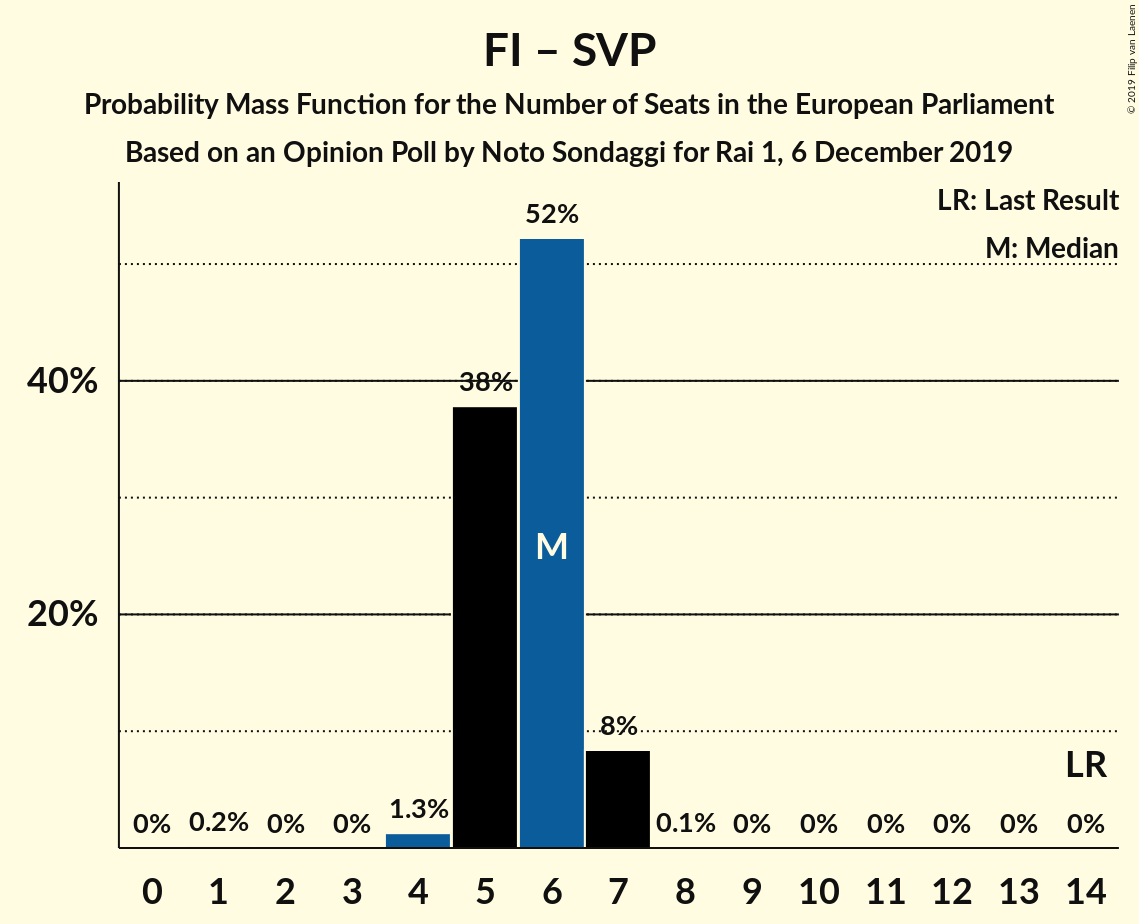 FI – SVP
Probability Mass Function for the Number of Seats in the European Parliament
Based on an Opinion Poll by Noto Sondaggi for Rai 1, 6 December 2019
© 2019 Filip van Laenen
LR: Last Result
M: Median
52%
40%
38%
M
20%
8%
LR
0% 0.2% 0% 0% 1.3% 0.1% 0% 0% 0% 0% 0% 0%
0 1 2 3 4 5 6 7 8 9 10 11 12 13 14